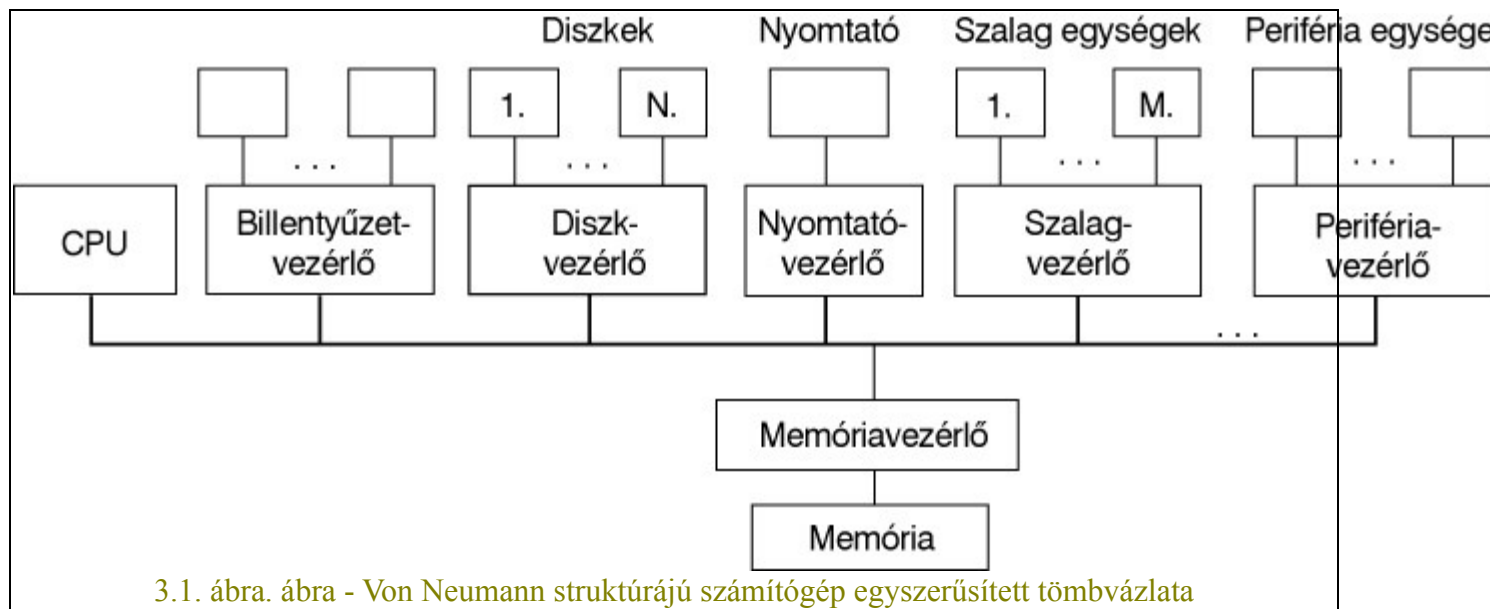 Diszkek Nyomtató Szalag egységek Periféria egysége
1. N. 1. M.
. . . . . . . . . . . .
CPU
Billentyűzet-
vezérlő
Diszk-
vezérlő
Nyomtató-
vezérlő
Szalag-
vezérlő
Periféria-
vezérlő
. . .
Memóriavezérlő
Memória
3.1. ábra. ábra - Von Neumann struktúrájú számítógép egyszerűsített tömbvázlata